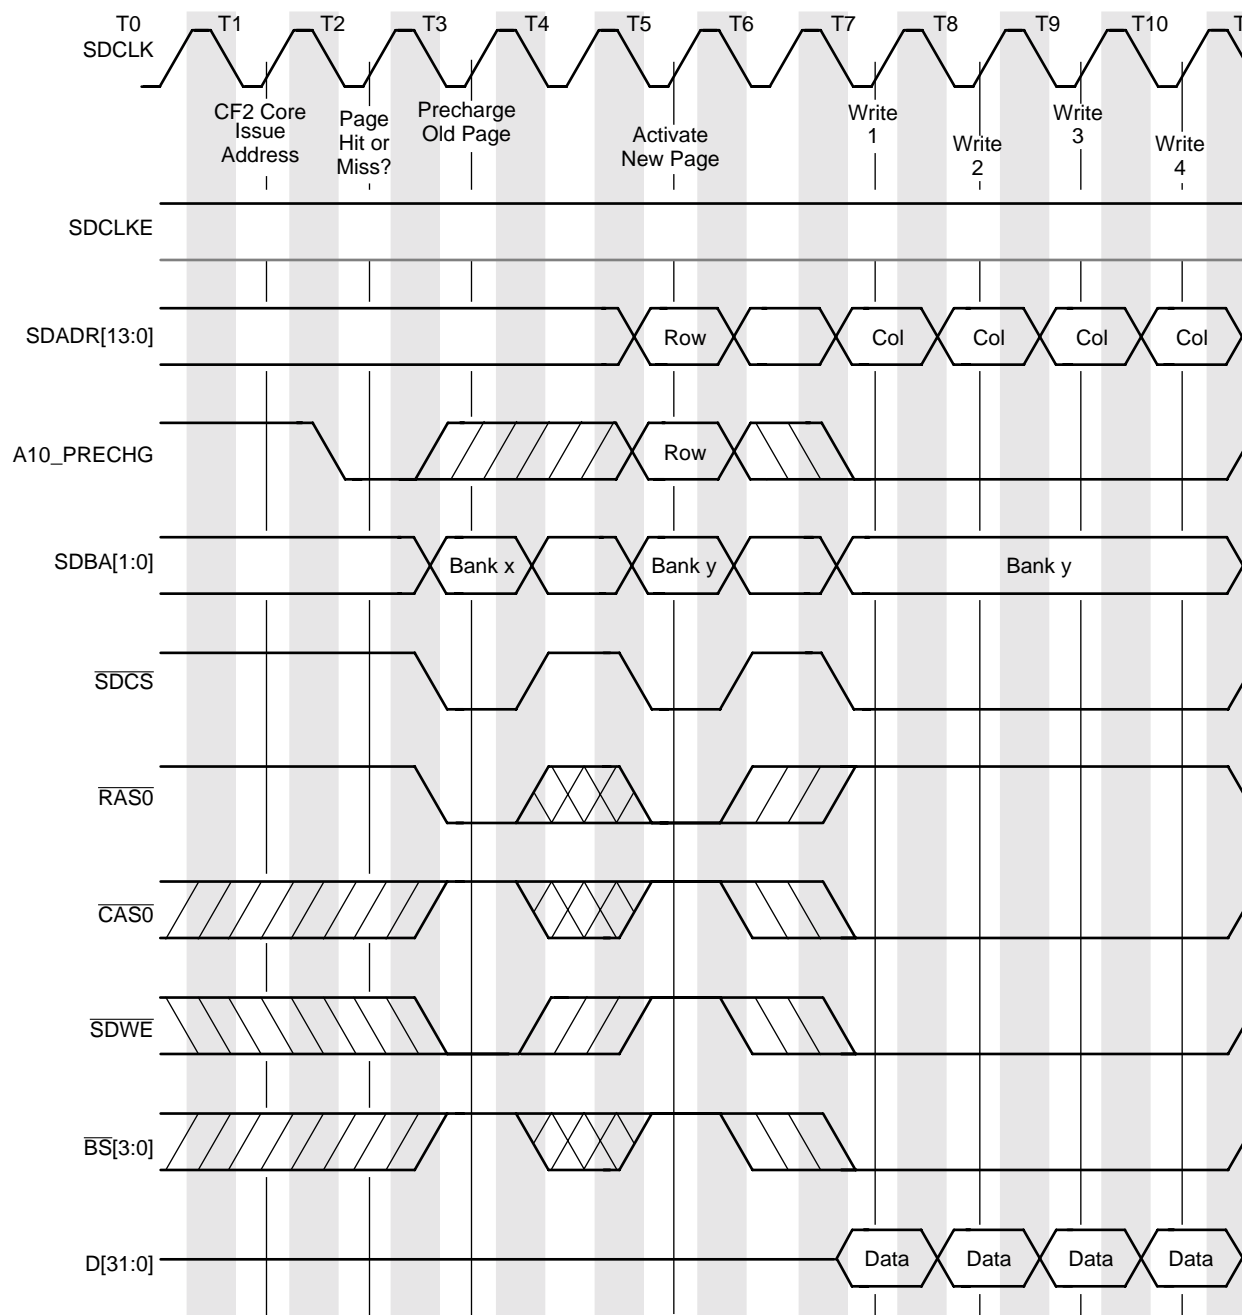 T0 T1 T2 T3 T4 T5 T6 T7 T8 T9 T10 T
SDCLK
CF2 Core
Issue
Address
Page
Hit or
Miss?
Precharge
Old Page
Activate
New Page
Write
1
Write
2
Write
3
Write
4
SDCLKE
SDADR[13:0]
Row Col Col Col Col
A10_PRECHG
Row
SDBA[1:0]
Bank x Bank y Bank y
SDCS
RAS0
CAS0
SDWE
BS[3:0]
D[31:0]
Data Data Data Data